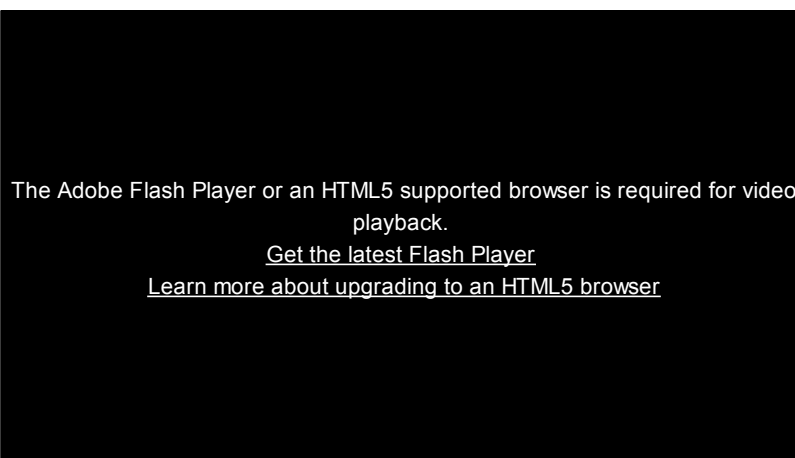 The Adobe Flash Player or an HTML5 supported browser is required for video
playback.
Get the latest Flash Player
Learn more about upgrading to an HTML5 browser